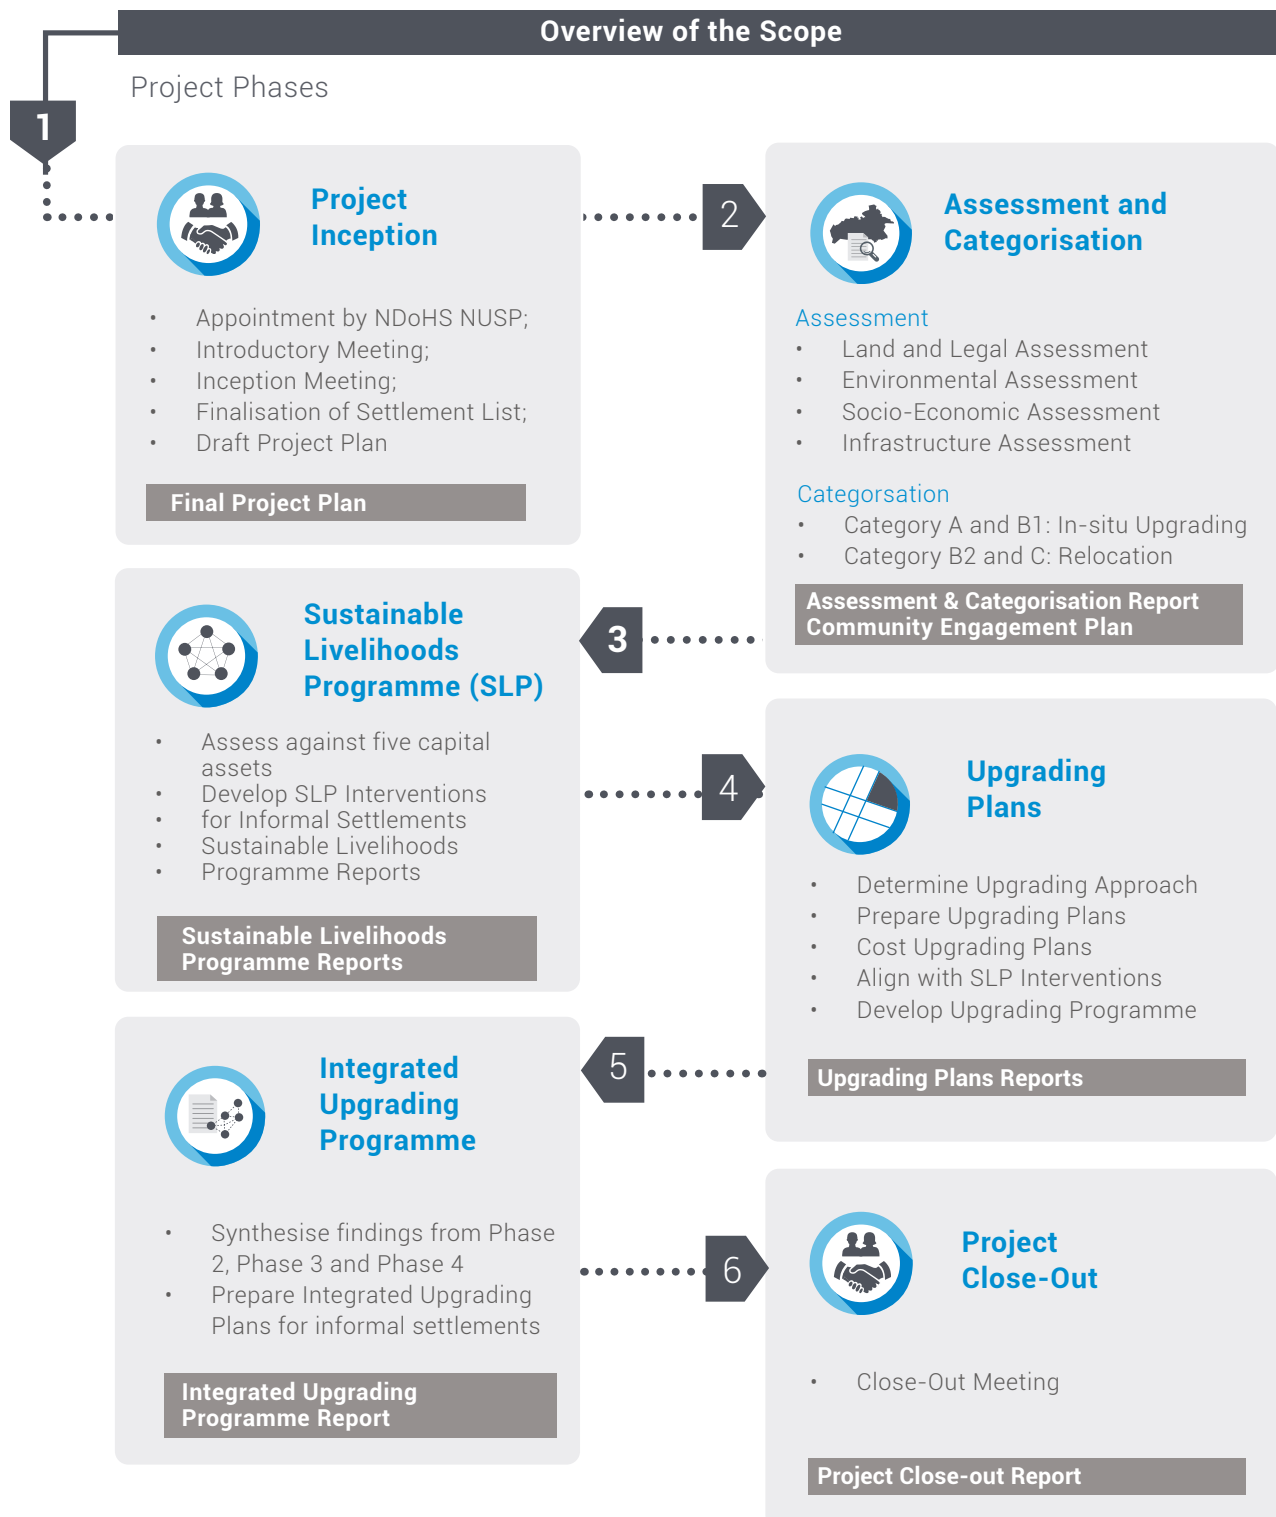 Overview of the Scope
Project Phases
1
Project
Inception
• Appointment by NDoHS NUSP;
• Introductory Meeting;
• Inception Meeting;
• Finalisation of Settlement List;
• Draft Project Plan
Final Project Plan
2
Assessment and
Categorisation
Assessment
• Land and Legal Assessment
• Environmental Assessment
• Socio-Economic Assessment
• Infrastructure Assessment
Categorsation
• Category A and B1: In-situ Upgrading
• Category B2 and C: Relocation
Assessment & Categorisation Report
Community Engagement Plan
3
Sustainable
Livelihoods
Programme (SLP)
• Assess against five capital
assets
• Develop SLP Interventions
• for Informal Settlements
• Sustainable Livelihoods
• Programme Reports
Sustainable Livelihoods
Programme Reports
4
Upgrading
Plans
• Determine Upgrading Approach
• Prepare Upgrading Plans
• Cost Upgrading Plans
• Align with SLP Interventions
• Develop Upgrading Programme
Upgrading Plans Reports
5
Integrated
Upgrading
Programme
• Synthesise findings from Phase
2, Phase 3 and Phase 4
• Prepare Integrated Upgrading
Plans for informal settlements
Integrated Upgrading
Programme Report
6
Project
Close-Out
• Close-Out Meeting
Project Close-out Report